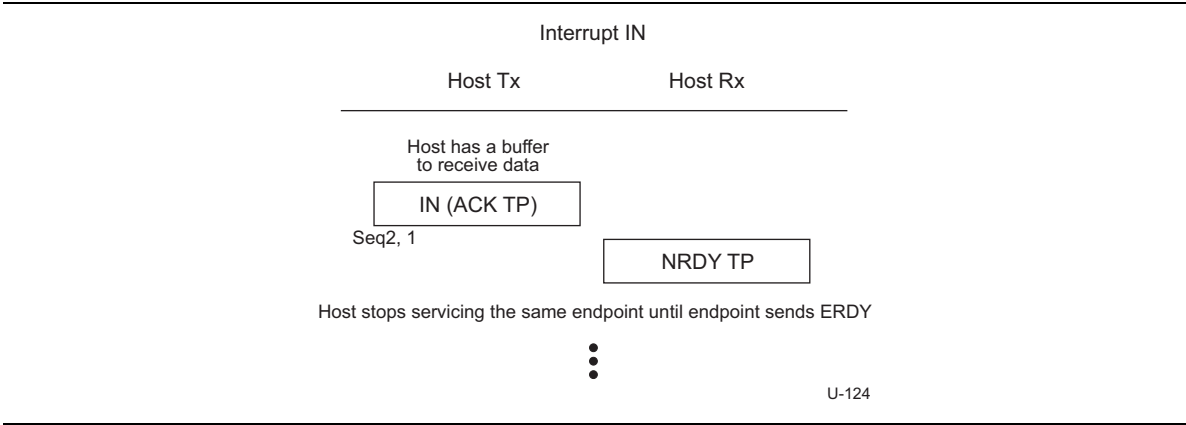 Interrupt IN
Host Tx
Host Rx
Host has a buffer
to receive data
IN (ACK TP)
Seq2, 1
NRDY TP
Host stops servicing the same endpoint until endpoint sends ERDY
U-124